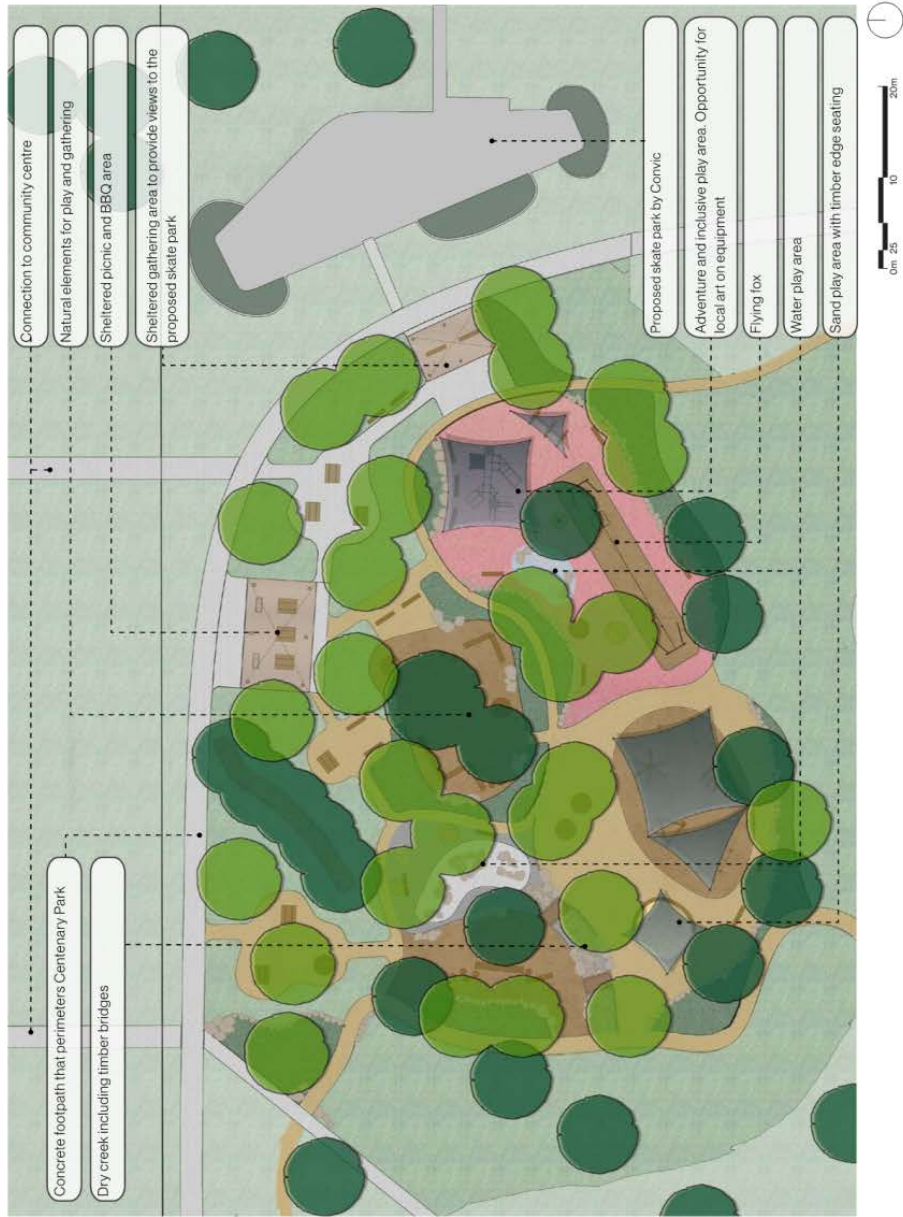 Connection to community centre
Natural elements for play and gathering
Sheltered picnic and BBQ area
Sheltered gathering area to provide views to the
proposed skate park
Proposed skate park by Convic
Adventure and inclusive play area. Opportunity for
local art on equipment
Flying fox
Water play area
Sand play area with timber edge seating
Concrete footpath that perimeters Centenary Park
Dry creek including timber bridges
0m 25 10 20m